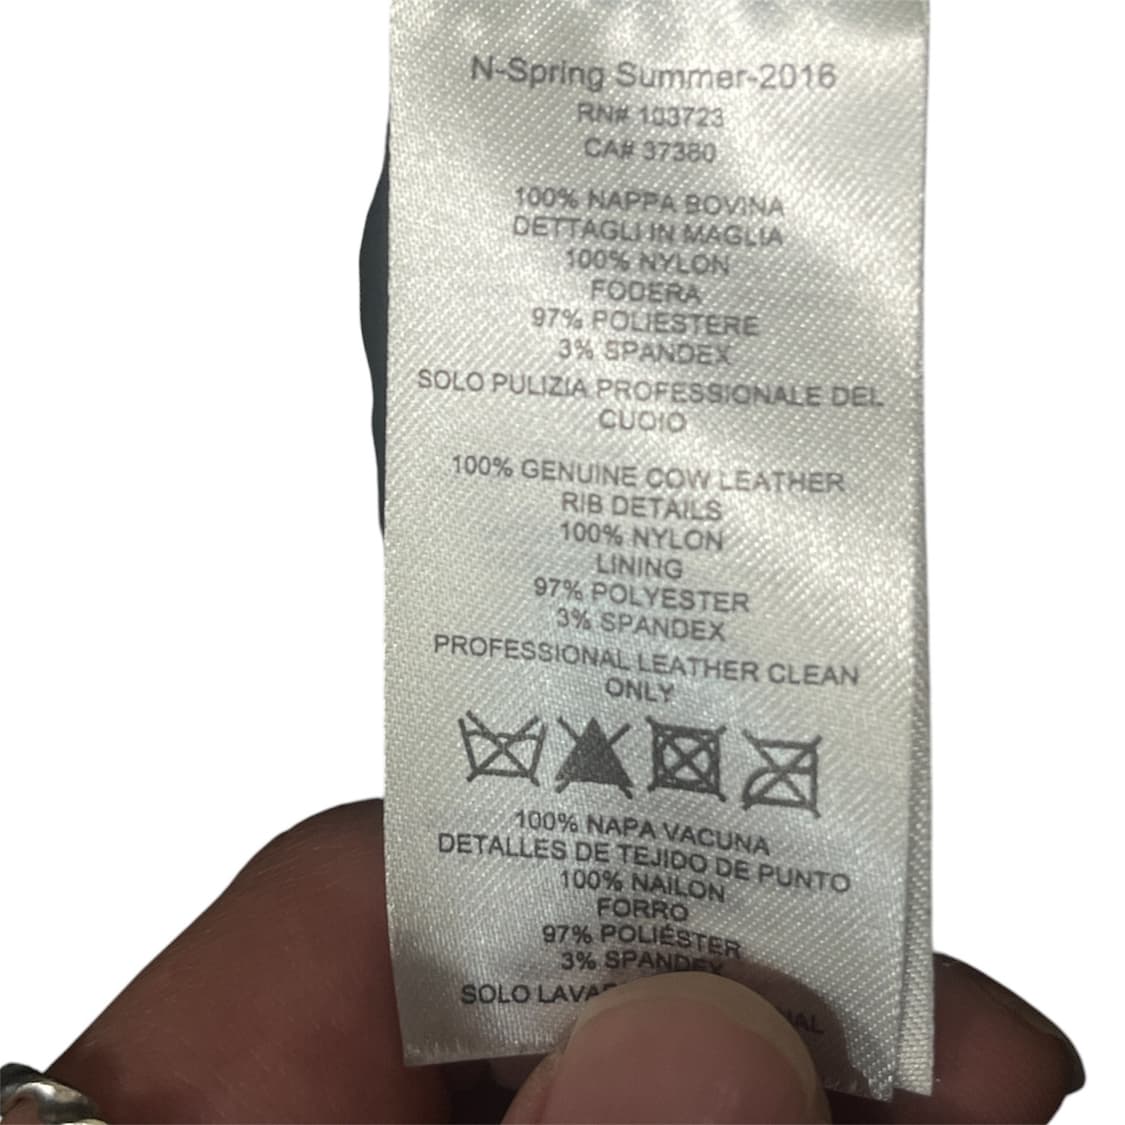 N-Spring Summer-2016
RN# 103723
CA# 37380
100% NAPPA BOVINA
DETTAGLI IN MAGLIA
100% NYLON
FODERA
97% POLIESTERE
3% SPANDEX
SOLO PULIZIA PROFESSIONALE DEL
CUOIO
100% GENUINE COW LEATHER
RIB DETAILS
100% NYLON
LINING
97% POLYESTER
3% SPANDEX
PROFESSIONAL LEATHER CLEAN
ONLY
100% NAPA VACUNA
DETALLES DE TEJIDO DE PUNTO
100% NAILON
FORRO
97% POLIÉSTER
3% SPANDEX
SOLO